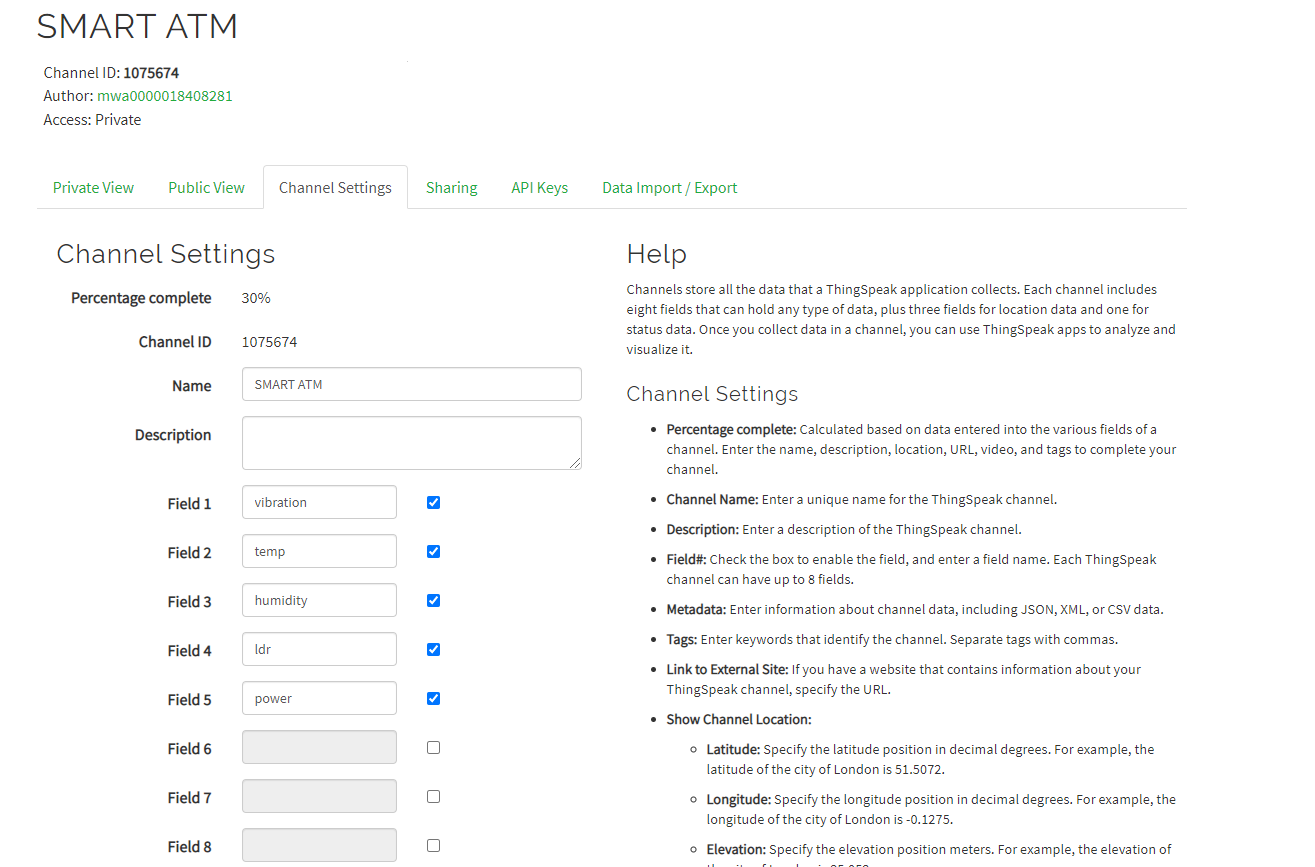 SMART ATM
Channel ID: 1075674
Author: mwa0000018408281
Access: Private
Private View
Public View
Channel Settings
Sharing
API Keys
Data Import / Export
Channel Settings
Percentage complete 30%
Channel ID 1075674
Name SMART ATM
Description
Field 1 vibration
Field 2 temp
Field 3 humidity
Field 4 ldr
Field 5 power
Field 6
Field 7
Field 8
Help
Channels store all the data that a ThingSpeak application collects. Each channel includes
eight fields that can hold any type of data, plus three fields for location data and one for
status data. Once you collect data in a channel, you can use ThingSpeak apps to analyze and
visualize it.
Channel Settings
Percentage complete: Calculated based on data entered into the various fields of a
channel. Enter the name, description, location, URL, video, and tags to complete your
channel.
Channel Name: Enter a unique name for the ThingSpeak channel.
Description: Enter a description of the ThingSpeak channel.
Field#: Check the box to enable the field, and enter a field name. Each ThingSpeak
channel can have up to 8 fields.
Metadata: Enter information about channel data, including JSON, XML, or CSV data.
Tags: Enter keywords that identify the channel. Separate tags with commas.
Link to External Site: If you have a website that contains information about your
ThingSpeak channel, specify the URL.
Show Channel Location:
Latitude: Specify the latitude position in decimal degrees. For example, the
latitude of the city of London is 51.5072.
Longitude: Specify the longitude position in decimal degrees. For example, the
longitude of the city of London is -0.1275.
Elevation: Specify the elevation position meters. For example, the elevation of